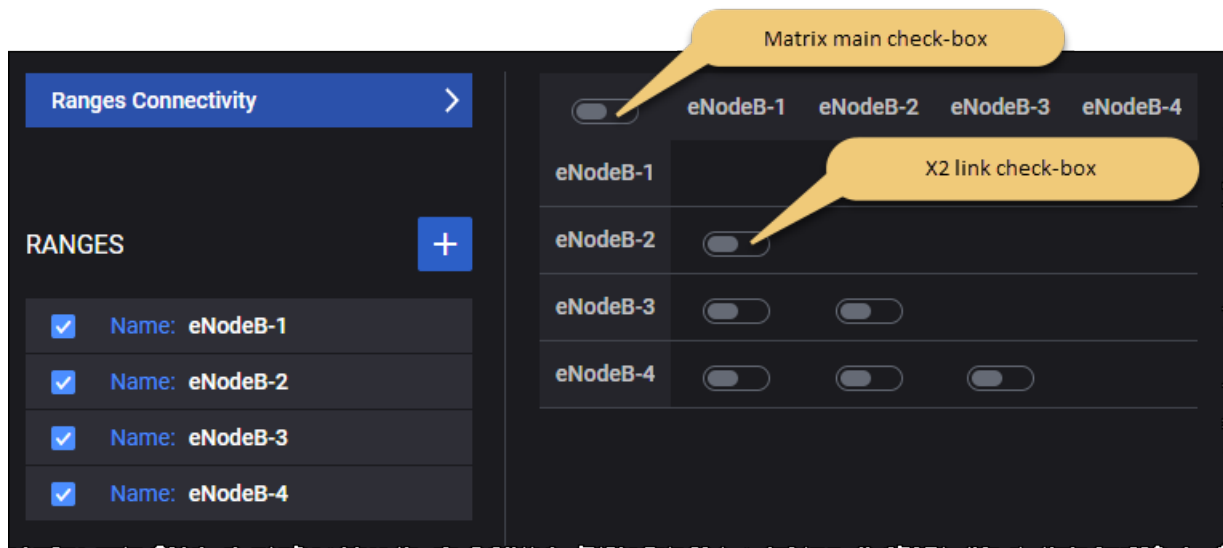 Matrix main check-box
Ranges Connectivity
eNodeB-1 eNodeB-2 eNodeB-3 eNodeB-4
eNodeB-1
X2 link check-box
RANGES
eNodeB-2
eNodeB-3
Name: eNodeB-1
eNodeB-4
Name: eNodeB-2
Name: eNodeB-3
Name: eNodeB-4